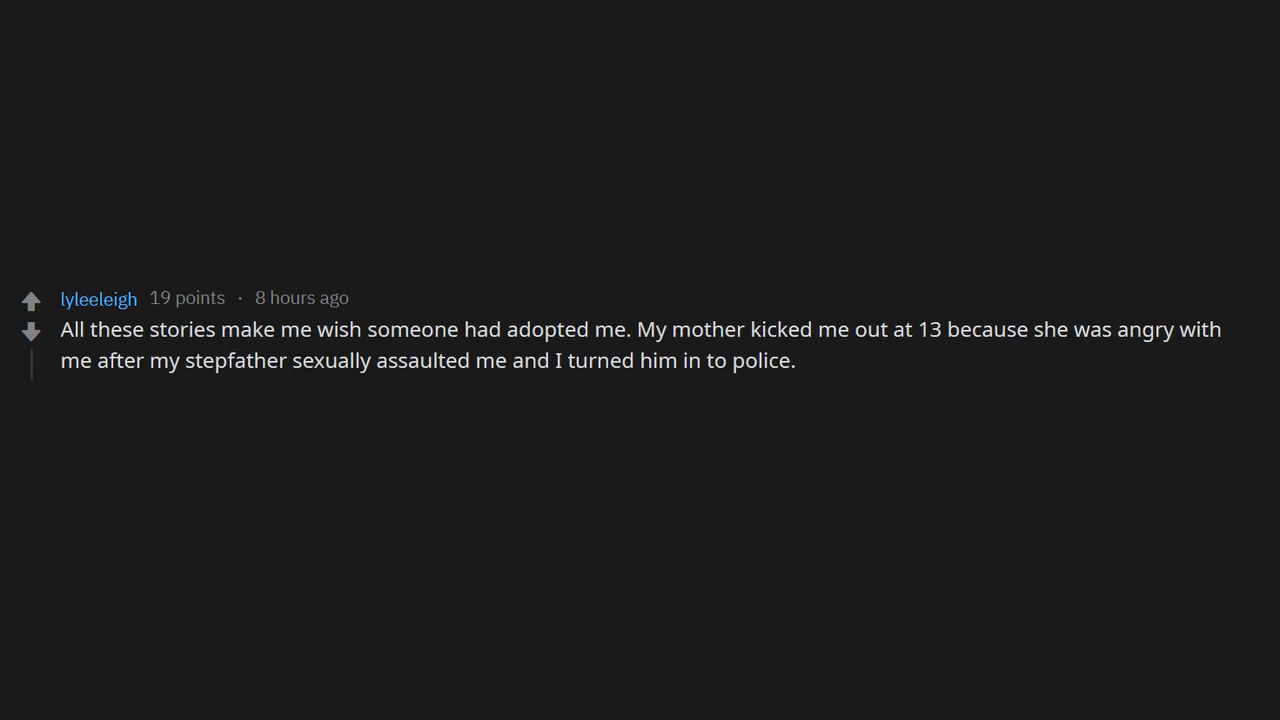 lyleeleigh 19 points · 8 hours ago
All these stories make me wish someone had adopted me. My mother kicked me out at 13 because she was angry with
me after my stepfather sexually assaulted me and I turned him in to police.